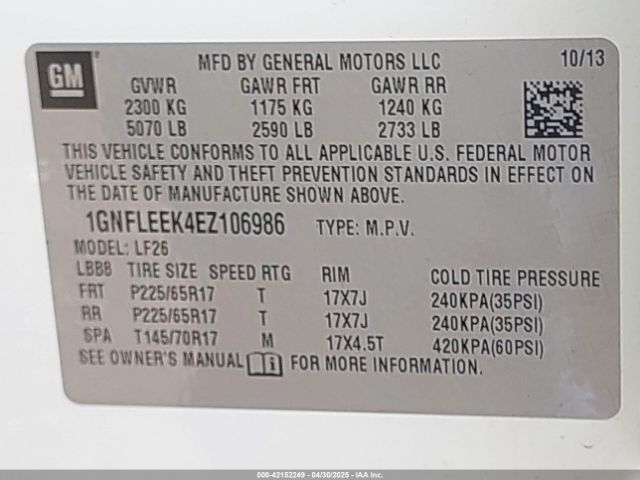 GM
MFD BY GENERAL MOTORS LLC 10/13
GVWR GAWR FRT GAWR RR
2300 KG 1175 KG 1240 KG
5070 LB 2590 LB 2733 LB
THIS VEHICLE CONFORMS TO ALL APPLICABLE U.S. FEDERAL MOTOR
VEHICLE SAFETY AND THEFT PREVENTION STANDARDS IN EFFECT ON
THE DATE OF MANUFACTURE SHOWN ABOVE.
1GNFLEEK4EZ106986 TYPE: M.P.V.
MODEL: LF26
LBB8 TIRE SIZE SPEED RTG RIM COLD TIRE PRESSURE
FRT P225/65R17 T 17X7J 240KPA(35PSI)
RR P225/65R17 T 17X7J 240KPA(35PSI)
SPA T145/70R17 M 17X4.5T 420KPA(60PSI)
SEE OWNER'S MANUAL FOR MORE INFORMATION.
000-42152249 - 04/30/2025 - IAA Inc.